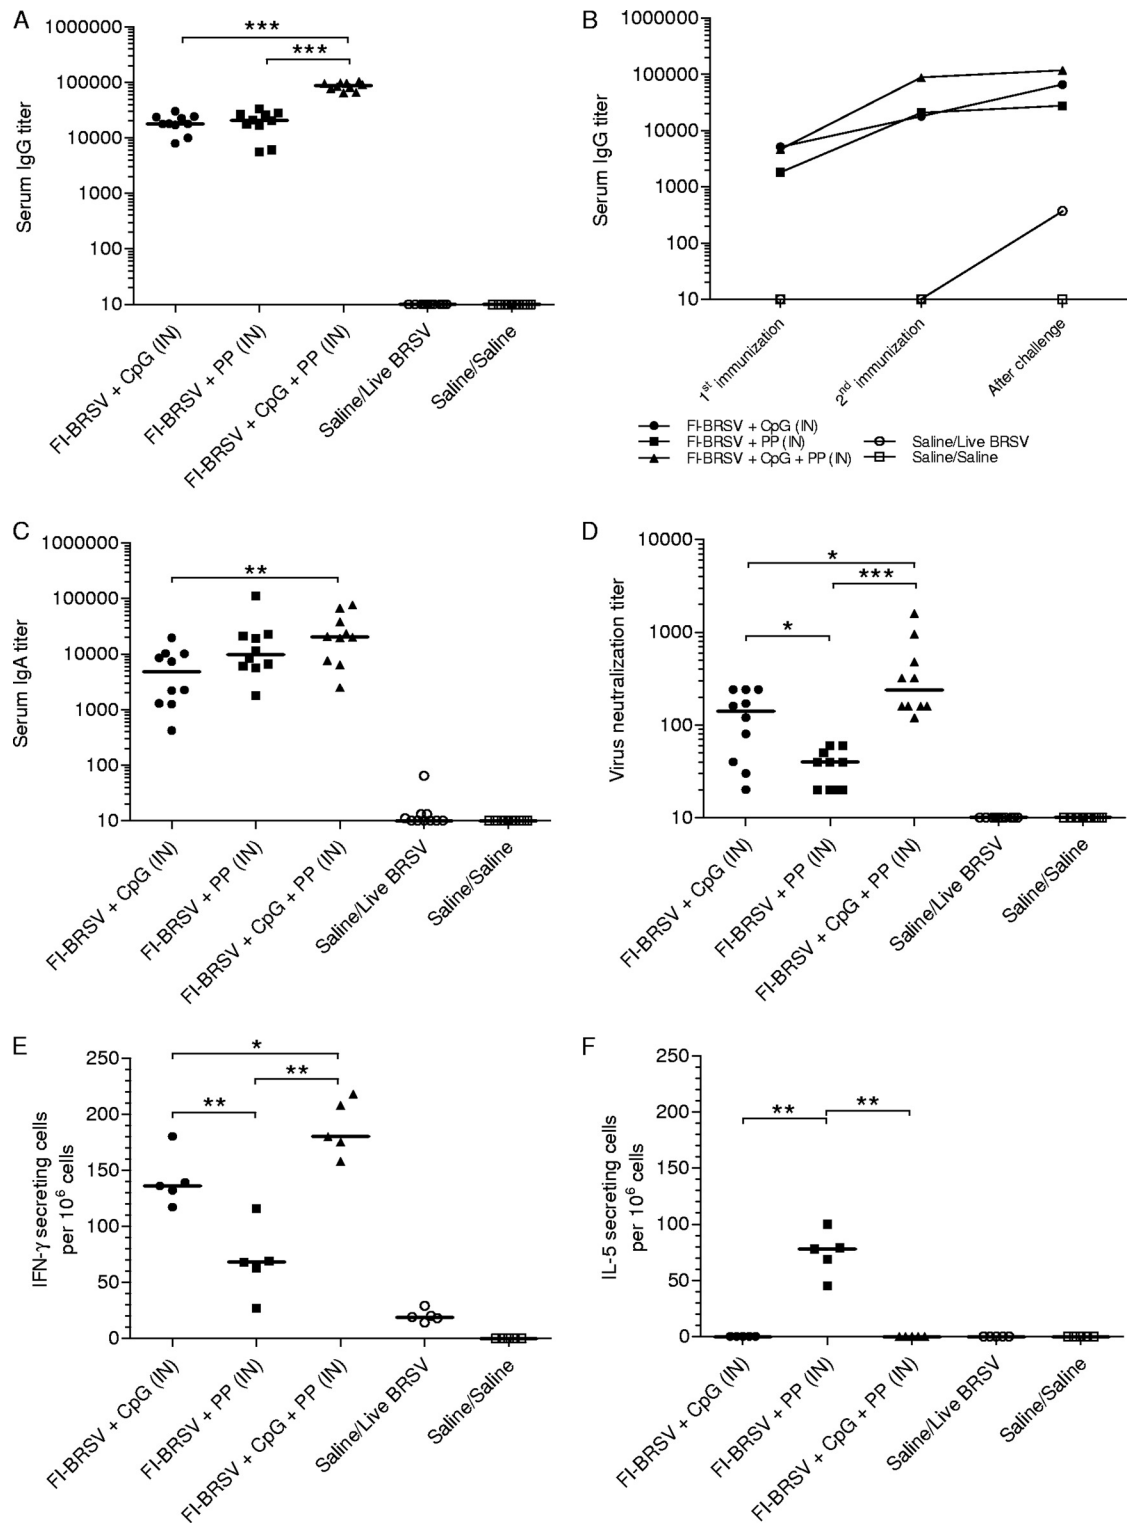 A
1000000
100000
10000
1000
100
10
Serum IgG titer
***
***
FI-BRSV + CpG (IN)
FI-BRSV + PP (IN)
FI-BRSV + CpG + PP (IN)
Saline/Live BRSV
Saline/Saline
B
1000000
100000
10000
1000
100
10
Serum IgG titer
1st immunization
2nd immunization
After challenge
FI-BRSV + CpG (IN)
FI-BRSV + PP (IN)
FI-BRSV + CpG + PP (IN)
Saline/Live BRSV
Saline/Saline
C
1000000
100000
10000
1000
100
10
Serum IgA titer
**
FI-BRSV + CpG (IN)
FI-BRSV + PP (IN)
FI-BRSV + CpG + PP (IN)
Saline/Live BRSV
Saline/Saline
D
10000
1000
100
10
Virus neutralization titer
*
***
*
FI-BRSV + CpG (IN)
FI-BRSV + PP (IN)
FI-BRSV + CpG + PP (IN)
Saline/Live BRSV
Saline/Saline
E
250
200
150
100
50
0
IFN-γ secreting cells
per 10⁶ cells
*
**
**
FI-BRSV + CpG (IN)
FI-BRSV + PP (IN)
FI-BRSV + CpG + PP (IN)
Saline/Live BRSV
Saline/Saline
F
250
200
150
100
50
0
IL-5 secreting cells
per 10⁶ cells
**
**
FI-BRSV + CpG (IN)
FI-BRSV + PP (IN)
FI-BRSV + CpG + PP (IN)
Saline/Live BRSV
Saline/Saline